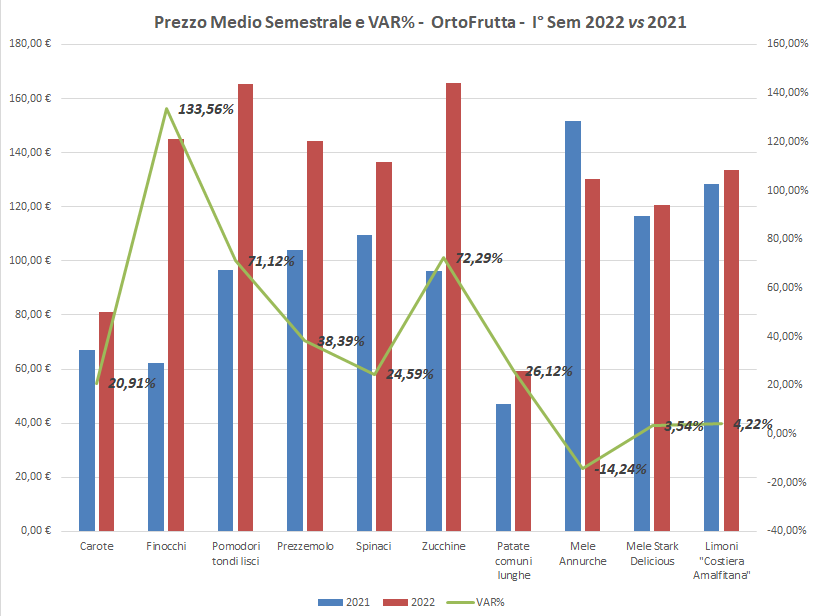 Prezzo Medio Semestrale e VAR% - OrtoFrutta - I° Sem 2022 vs 2021
180,00 €
160,00 €
140,00 €
120,00 €
100,00 €
80,00 €
60,00 €
40,00 €
20,00 €
0,00 €
160,00%
140,00%
120,00%
100,00%
80,00%
60,00%
40,00%
20,00%
0,00%
-20,00%
-40,00%
20,91%
133,56%
71,12%
38,39%
24,59%
72,29%
26,12%
-14,24%
3,54%
4,22%
Carote
Finocchi
Pomodori
tondi lisci
Prezzemolo
Spinaci
Zucchine
Patate
comuni
lunghe
Mele
Annurche
Mele Stark
Delicious
Limoni
"Costiera
Amalfitana"
2021
2022
VAR%